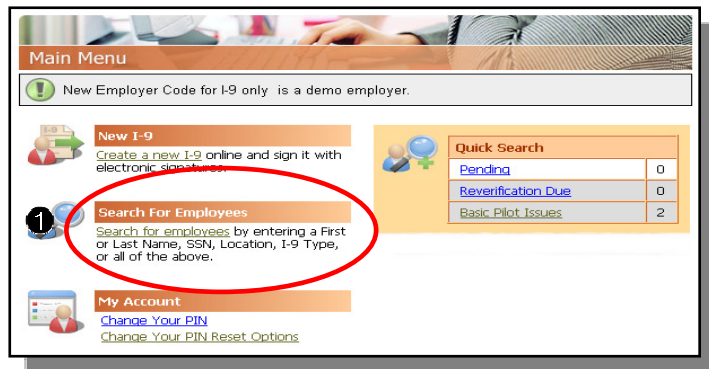 Main Menu
New Employer Code for I-9 only is a demo employer.
I-9
New I-9
Create a new I-9 online and sign it with
electronic signatures.
1
Search For Employees
Search for employees by entering a First
or Last Name, SSN, Location, I-9 Type,
or all of the above.
My Account
Change Your PIN
Change Your PIN Reset Options
Quick Search
Pending 0
Reverification Due 0
Basic Pilot Issues 2